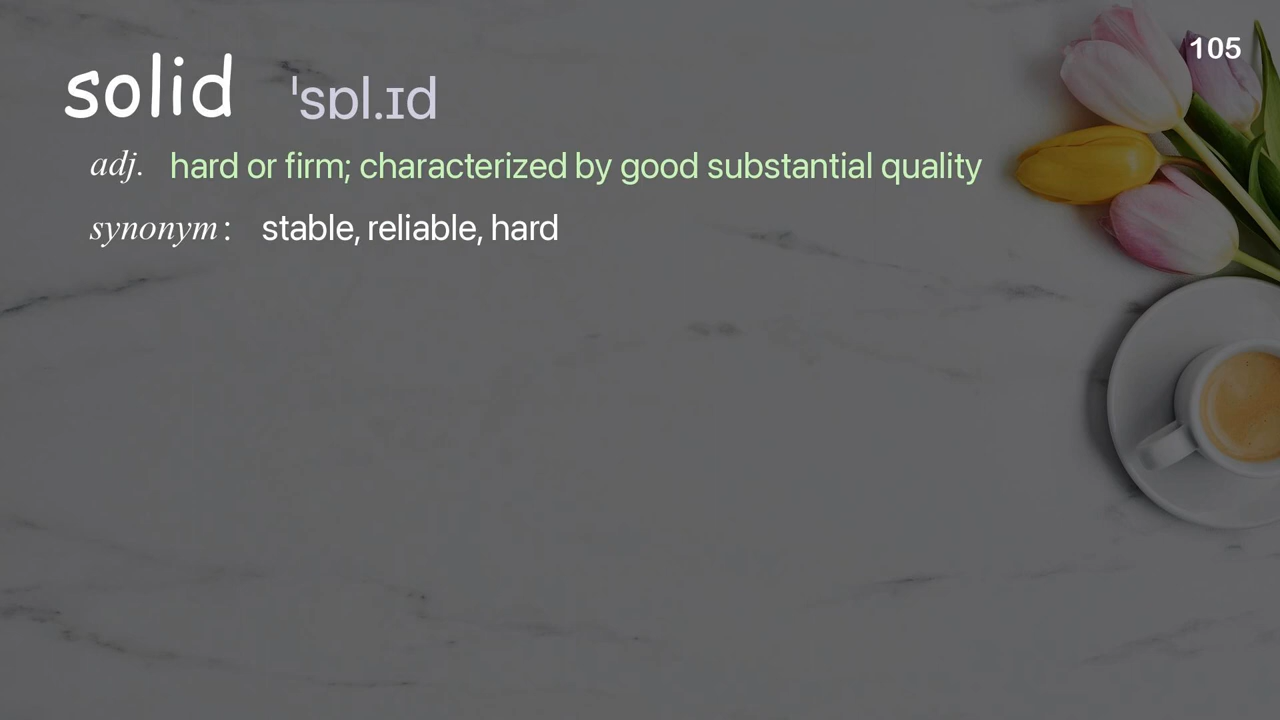 105
solid ˈsɒl.ɪd
adj. hard or firm; characterized by good substantial quality
synonym : stable, reliable, hard